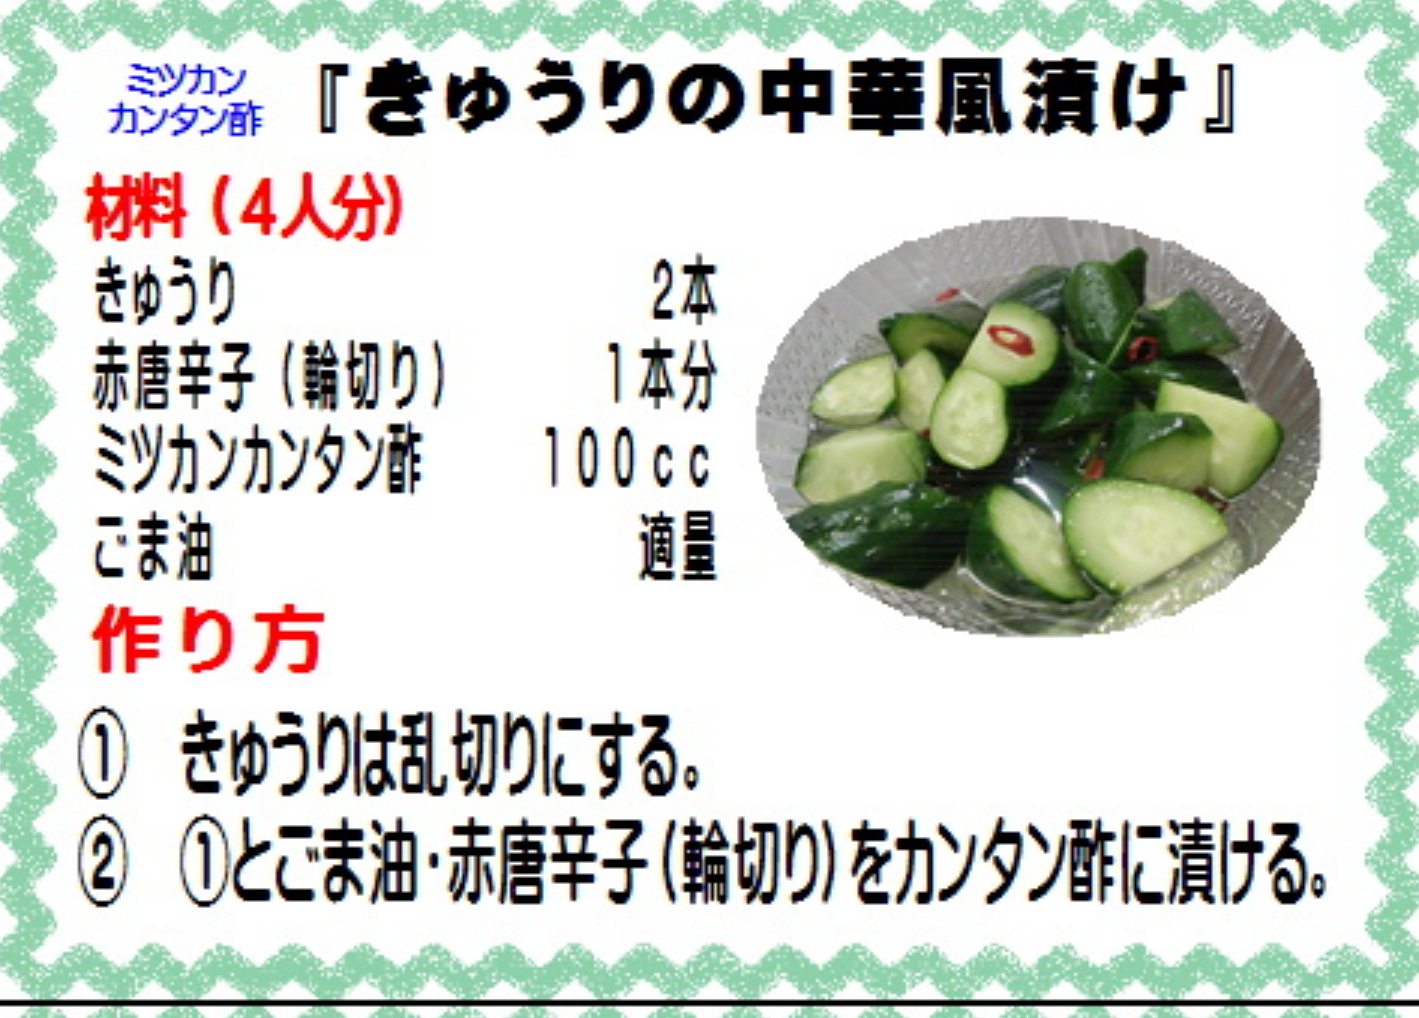 ミツカン
カンタン酢
『きゅうりの中華風漬け』
材料(4人分)
きゅうり 2本
赤唐辛子(輪切り) 1本分
ミツカンカンタン酢 100cc
ごま油 適量
作り方
① きゅうりは乱切りにする。
② ①とごま油・赤唐辛子(輪切り)をカンタン酢に漬ける。